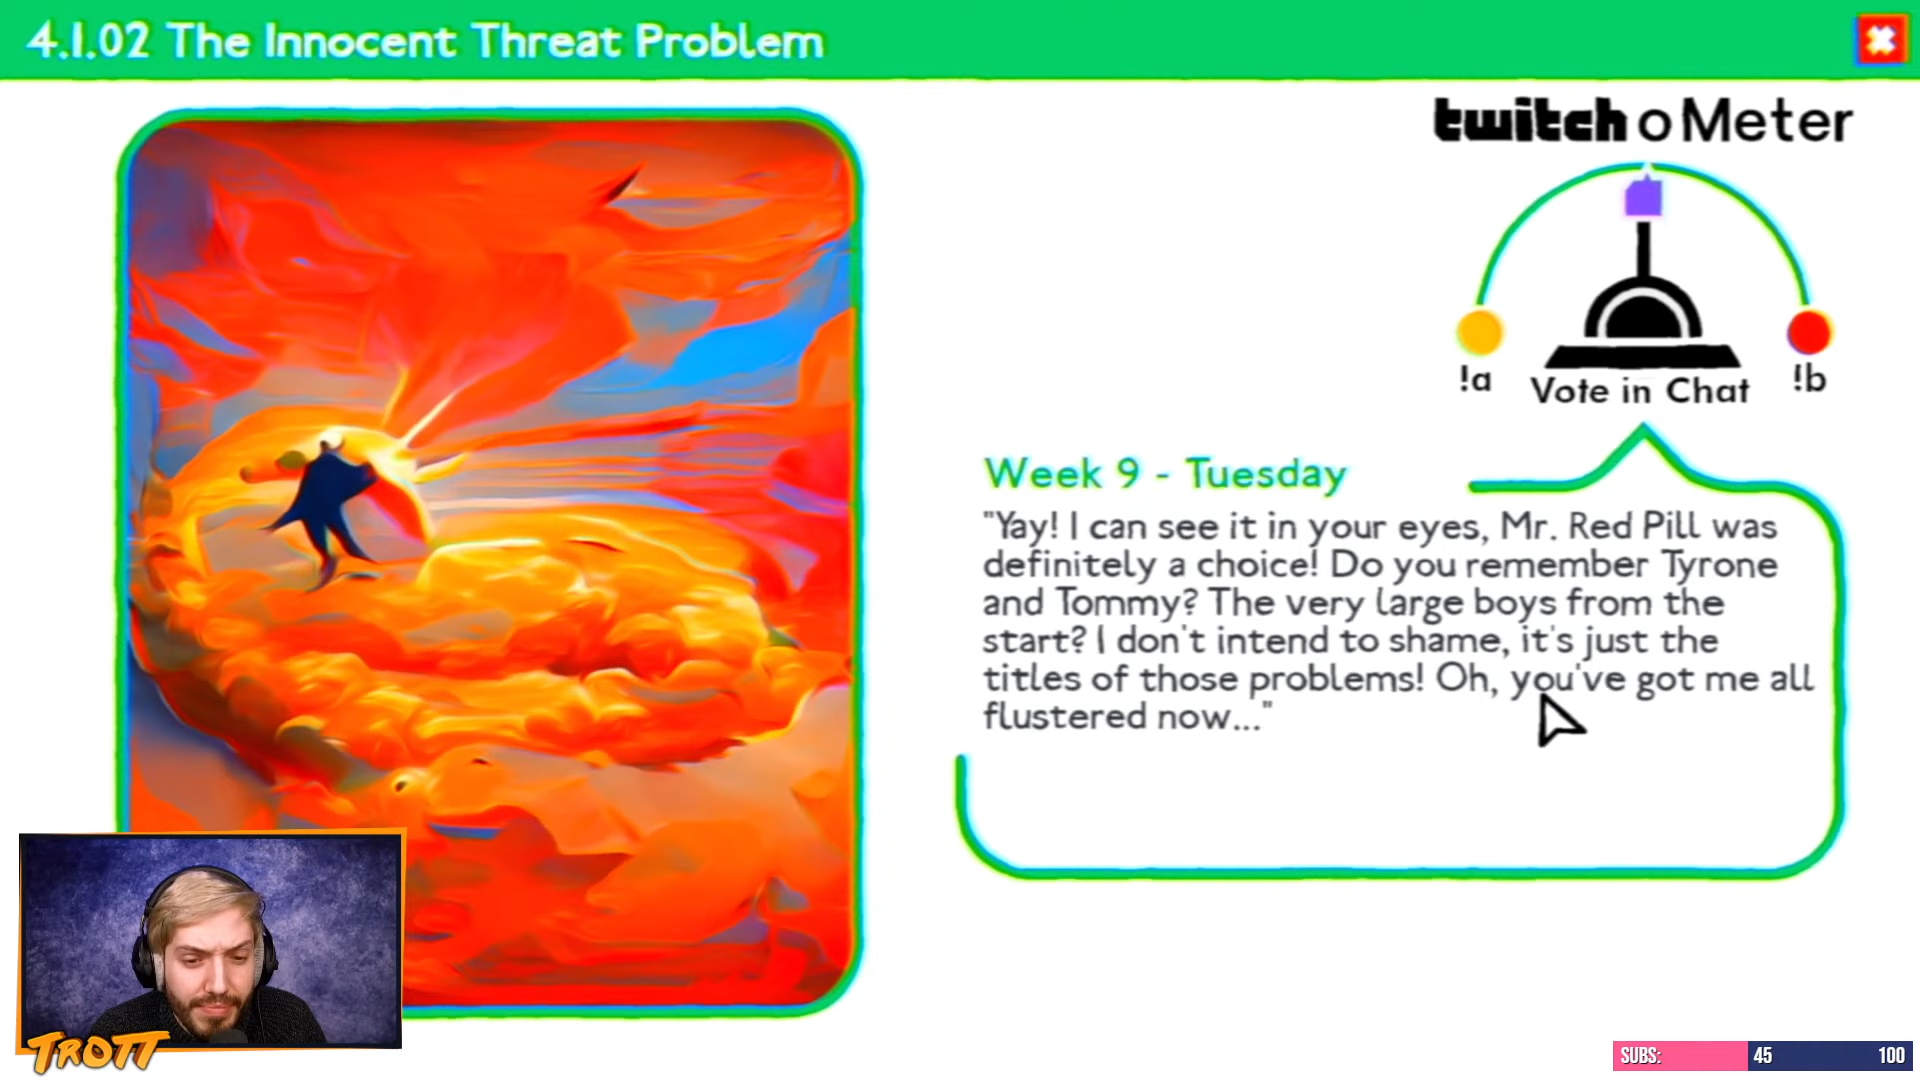 4.1.02 The Innocent Threat Problem
twitch o Meter
!a
Vote in Chat
!b
Week 9 - Tuesday
"Yay! I can see it in your eyes, Mr. Red Pill was
definitely a choice! Do you remember Tyrone
and Tommy? The very large boys from the
start? I don't intend to shame, it's just the
titles of those problems! Oh, you've got me all
flustered now..."
TROTT
SUBS: 45 100